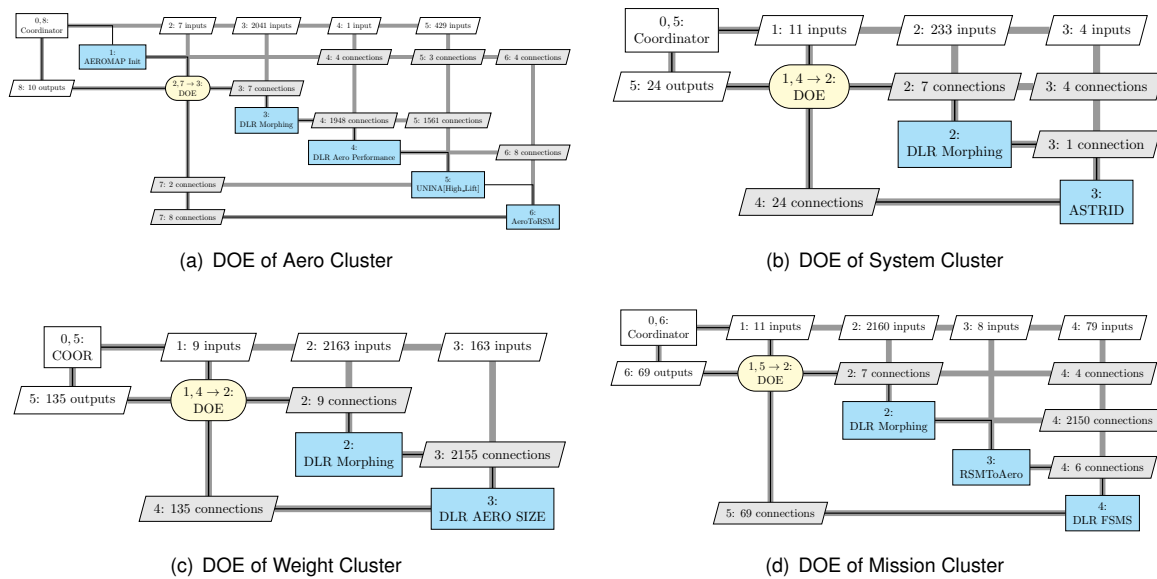 0, 8:
Coordinator
2: 7 inputs
3: 2041 inputs
4: 1 input
5: 429 inputs
1:
AEROMAP Init
4: 4 connections
5: 3 connections
6: 4 connections
8: 10 outputs
2, 7 → 3:
DOE
3: 7 connections
3:
DLR Morphing
4: 1948 connections
5: 1561 connections
4:
DLR Aero Performance
6: 8 connections
7: 2 connections
5:
UNINA[High_Lift]
7: 8 connections
6:
AeroToRSM
(a) DOE of Aero Cluster
0, 5:
Coordinator
1: 11 inputs
2: 233 inputs
3: 4 inputs
5: 24 outputs
1, 4 → 2:
DOE
2: 7 connections
3: 4 connections
2:
DLR Morphing
3: 1 connection
4: 24 connections
3:
ASTRID
(b) DOE of System Cluster
0, 5:
COOR
1: 9 inputs
2: 2163 inputs
3: 163 inputs
5: 135 outputs
1, 4 → 2:
DOE
2: 9 connections
2:
DLR Morphing
3: 2155 connections
4: 135 connections
3:
DLR AERO SIZE
(c) DOE of Weight Cluster
0, 6:
Coordinator
1: 11 inputs
2: 2160 inputs
3: 8 inputs
4: 79 inputs
6: 69 outputs
1, 5 → 2:
DOE
2: 7 connections
4: 4 connections
2:
DLR Morphing
4: 2150 connections
3:
RSMToAero
4: 6 connections
5: 69 connections
4:
DLR FSMS
(d) DOE of Mission Cluster